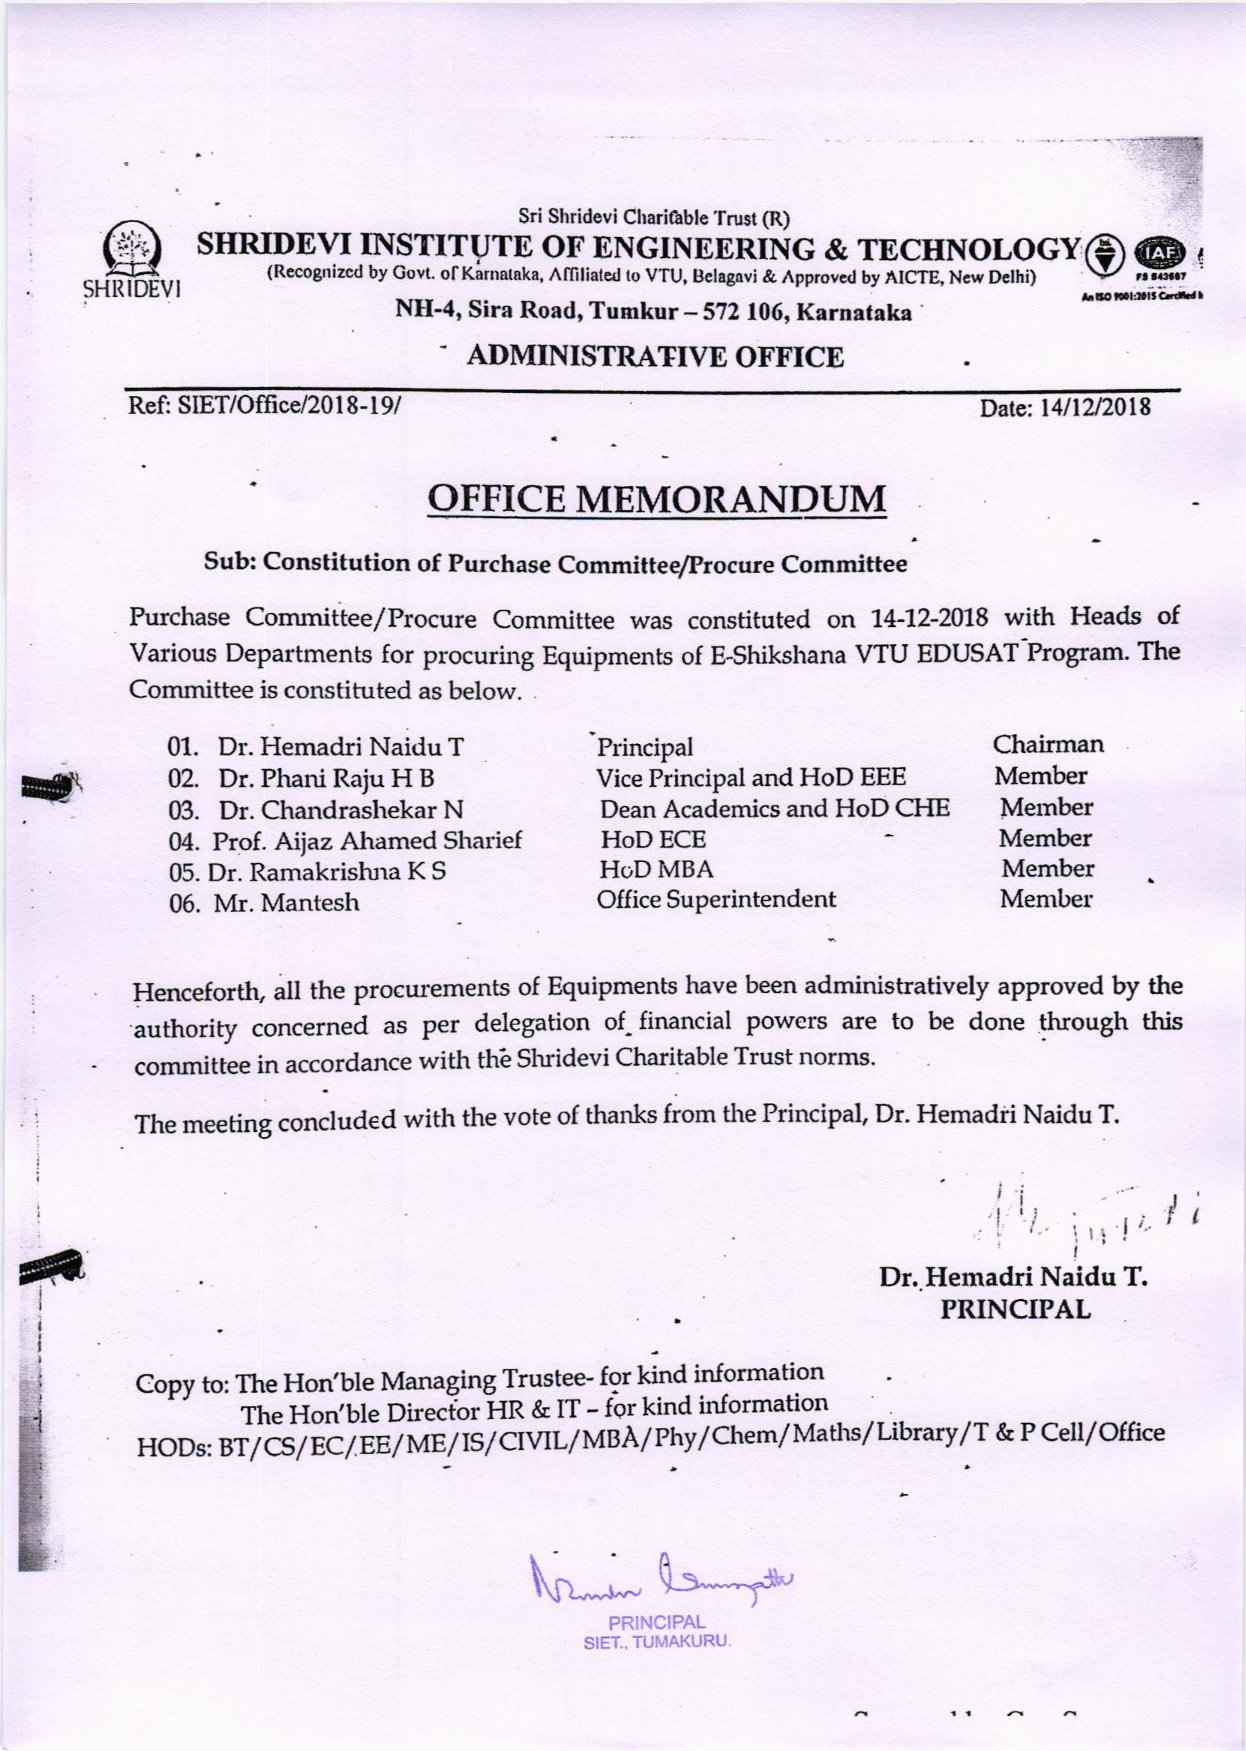 Sri Shridevi Charitable Trust (R)
SHRIDEVI INSTITUTE OF ENGINEERING & TECHNOLOGY
(Recognized by Govt. of Karnataka, Affiliated to VTU, Belagavi & Approved by AICTE, New Delhi)
SHRIDEVI
IAF
FS 643687
An ISO 9001:2015 Certified
NH-4, Sira Road, Tumkur – 572 106, Karnataka
ADMINISTRATIVE OFFICE
Ref: SIET/Office/2018-19/ Date: 14/12/2018
OFFICE MEMORANDUM
Sub: Constitution of Purchase Committee/Procure Committee
Purchase Committee/Procure Committee was constituted on 14-12-2018 with Heads of
Various Departments for procuring Equipments of E-Shikshana VTU EDUSAT Program. The
Committee is constituted as below.
01. Dr. Hemadri Naidu T Principal Chairman
02. Dr. Phani Raju H B Vice Principal and HoD EEE Member
03. Dr. Chandrashekar N Dean Academics and HoD CHE Member
04. Prof. Aijaz Ahamed Sharief HoD ECE Member
05. Dr. Ramakrishna K S HoD MBA Member
06. Mr. Mantesh Office Superintendent Member
Henceforth, all the procurements of Equipments have been administratively approved by the
authority concerned as per delegation of financial powers are to be done through this
committee in accordance with the Shridevi Charitable Trust norms.
The meeting concluded with the vote of thanks from the Principal, Dr. Hemadri Naidu T.
Dr. Hemadri Naidu T.
PRINCIPAL
Copy to: The Hon'ble Managing Trustee- for kind information
The Hon'ble Director HR & IT – for kind information
HODs: BT/CS/EC/EE/ME/IS/CIVIL/MBA/Phy/Chem/Maths/Library/T & P Cell/Office
PRINCIPAL
SIET., TUMAKURU.